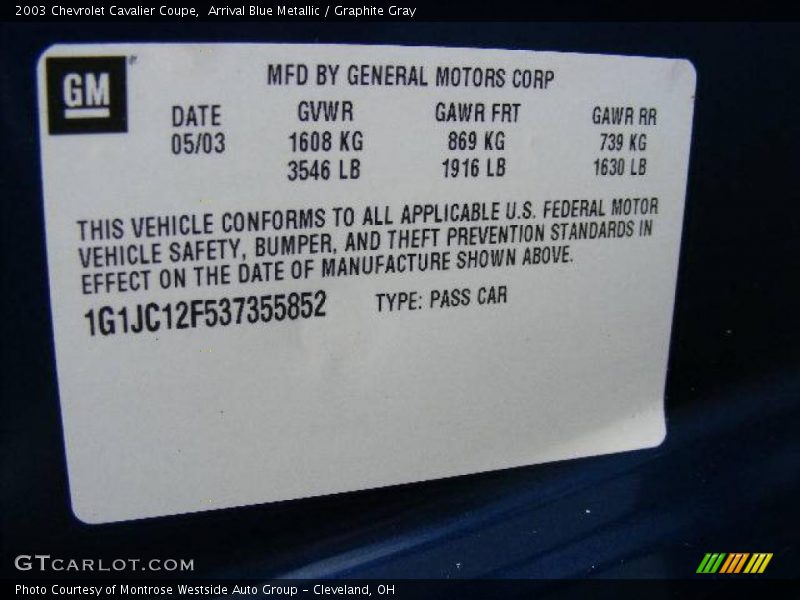 2003 Chevrolet Cavalier Coupe,  Arrival Blue Metallic / Graphite Gray
GM
MFD BY GENERAL MOTORS CORP
DATE GVWR GAWR FRT GAWR RR
05/03 1608 KG 869 KG 739 KG
3546 LB 1916 LB 1630 LB
THIS VEHICLE CONFORMS TO ALL APPLICABLE U.S. FEDERAL MOTOR
VEHICLE SAFETY, BUMPER, AND THEFT PREVENTION STANDARDS IN
EFFECT ON THE DATE OF MANUFACTURE SHOWN ABOVE.
1G1JC12F537355852 TYPE: PASS CAR
GTCARLOT.COM
Photo Courtesy of Montrose Westside Auto Group - Cleveland, OH